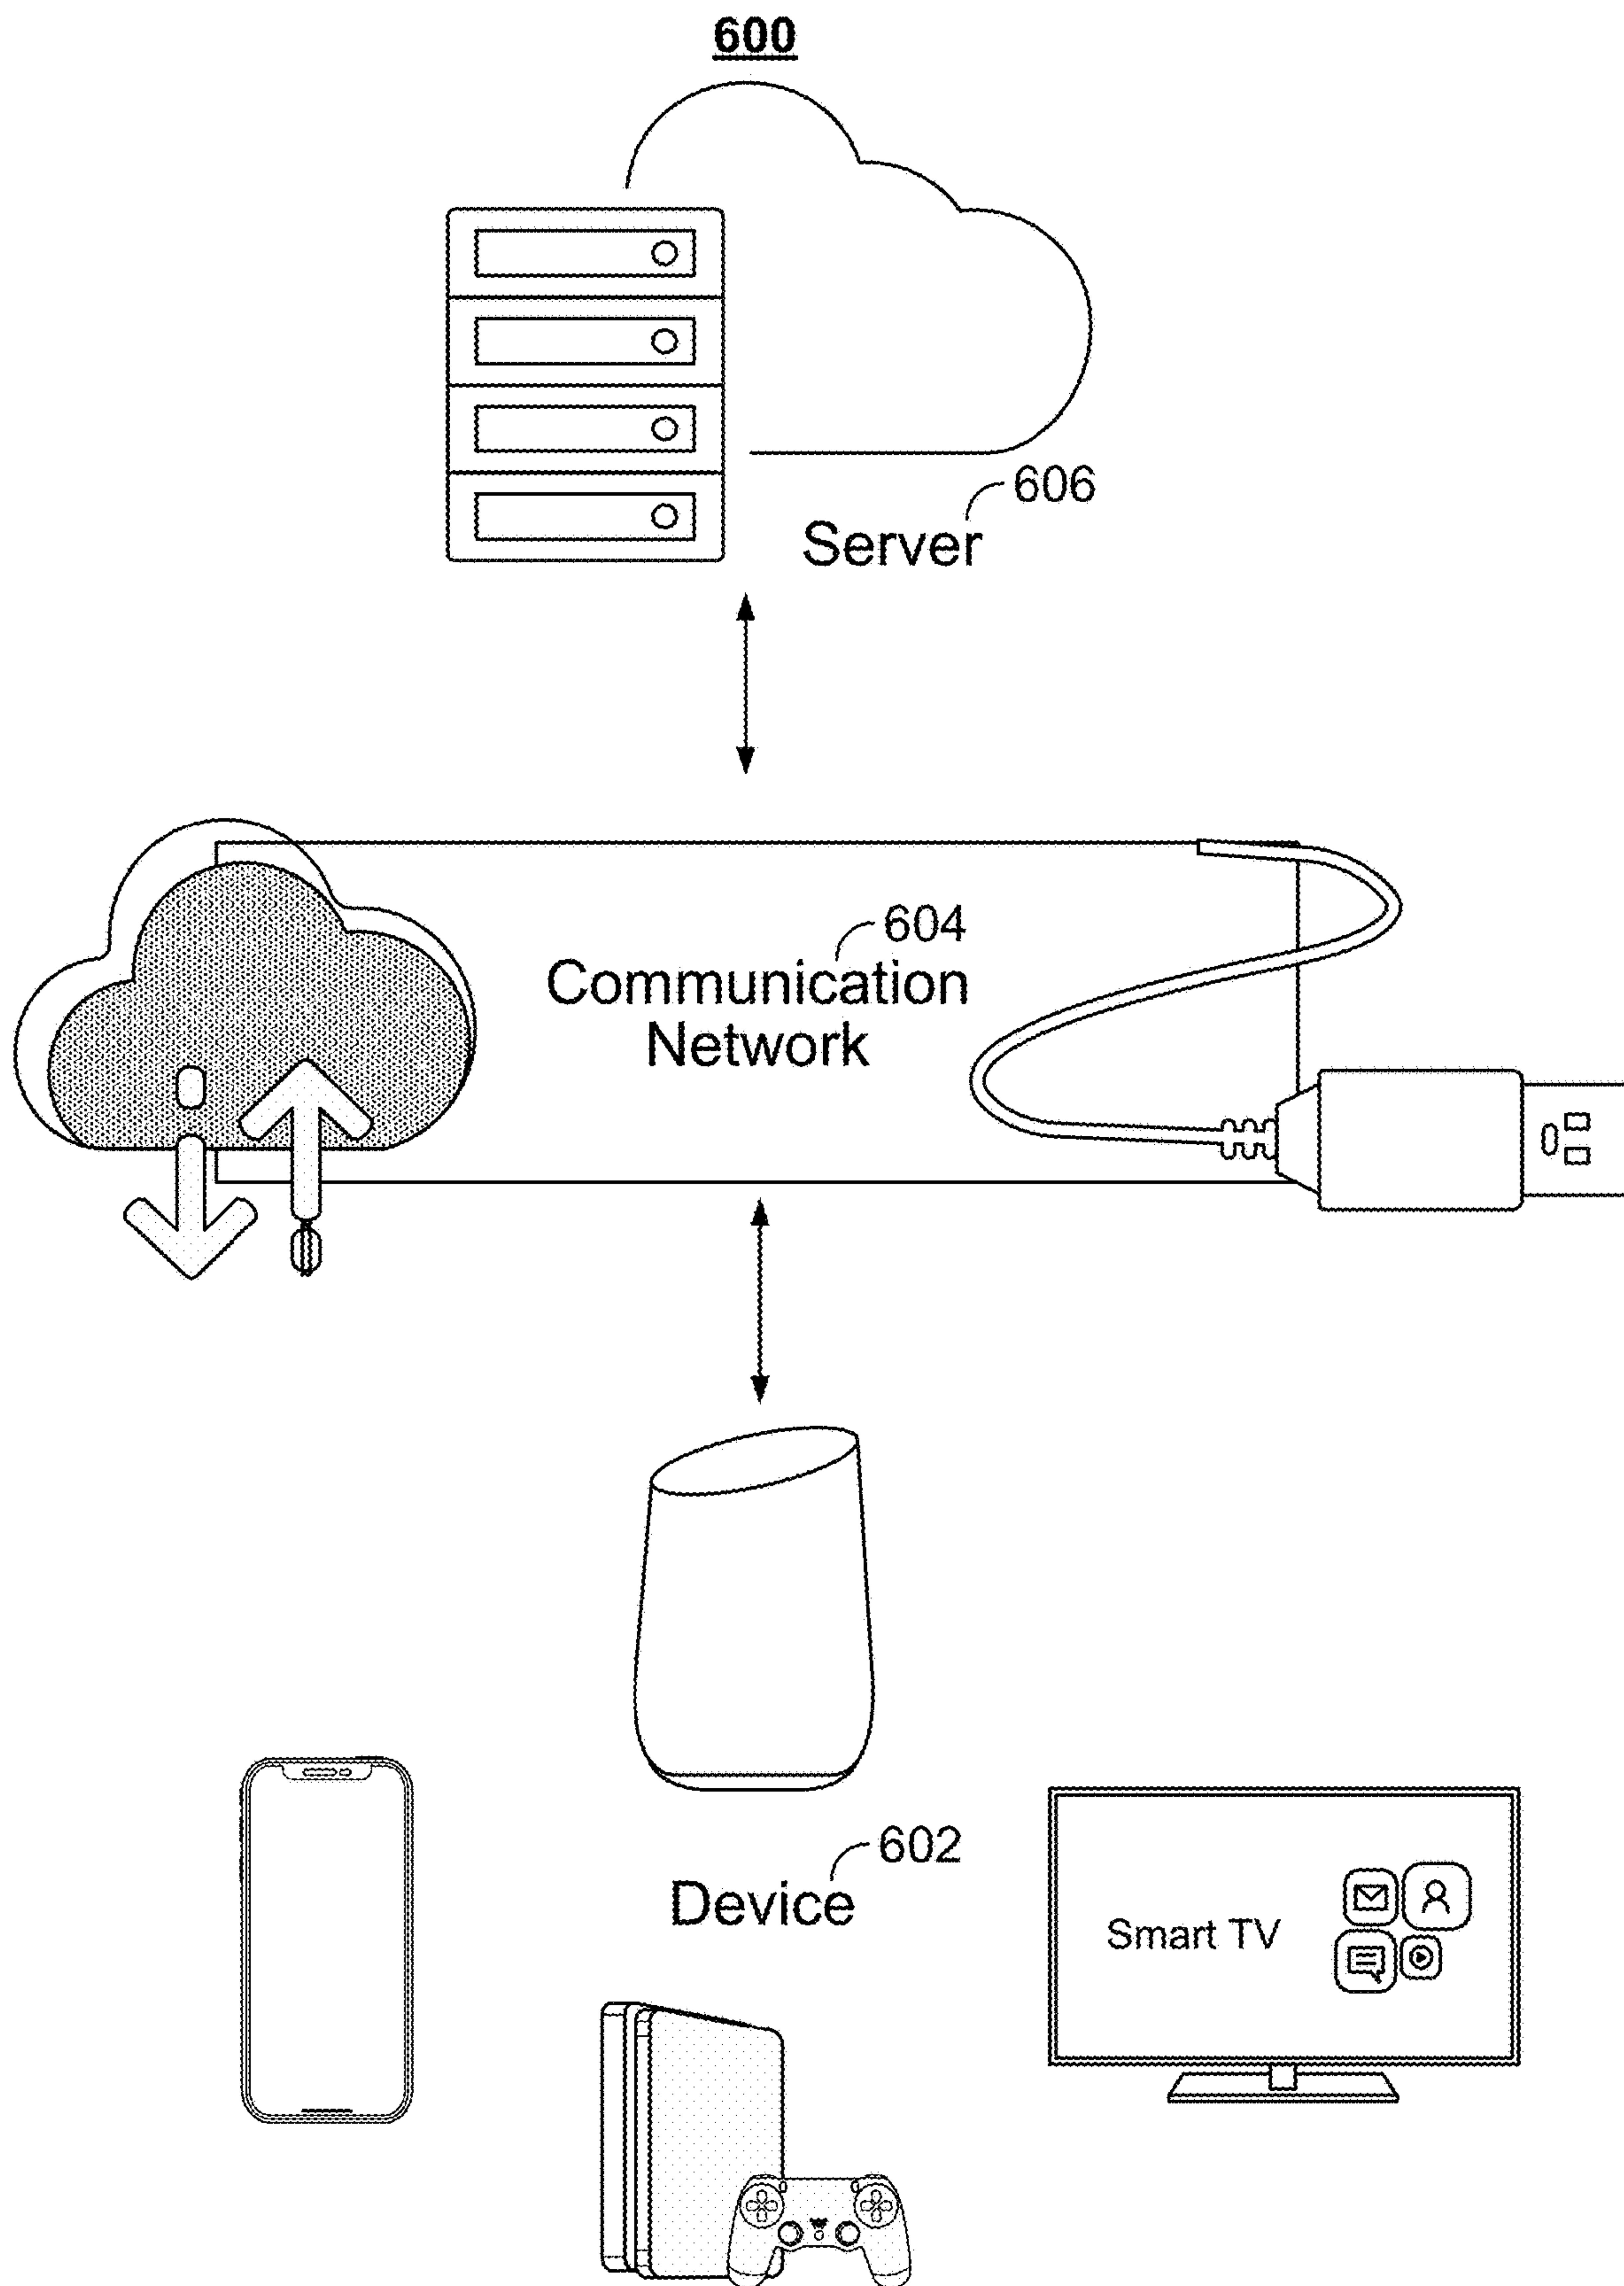 600
606
Server
604
Communication
Network
602
Device
Smart TV